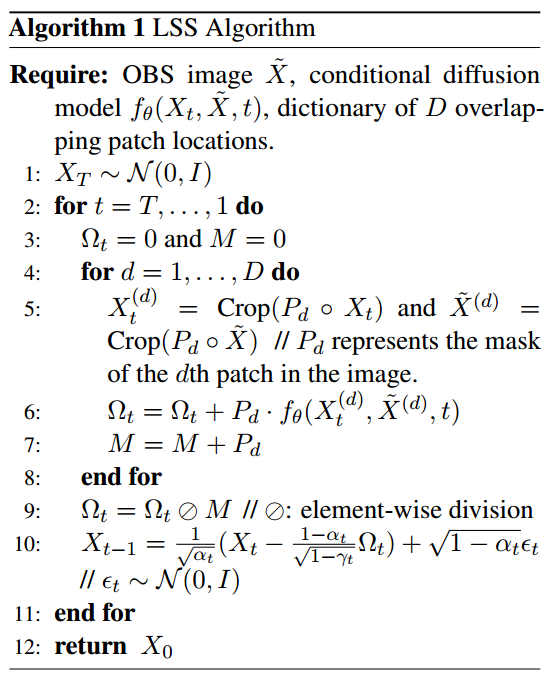 Algorithm 1 LSS Algorithm
Require: OBS image $\tilde{X}$, conditional diffusion
model $f_\theta(X_t, \tilde{X}, t)$, dictionary of $D$ overlap-
ping patch locations.
1: $X_T \sim \mathcal{N}(0, I)$
2: for $t = T, \ldots, 1$ do
3: $\Omega_t = 0$ and $M = 0$
4: for $d = 1, \ldots, D$ do
5: $X_t^{(d)} = \text{Crop}(P_d \circ X_t)$ and $\tilde{X}^{(d)} =$
$\text{Crop}(P_d \circ \tilde{X})$ // $P_d$ represents the mask
of the $d$th patch in the image.
6: $\Omega_t = \Omega_t + P_d \cdot f_\theta(X_t^{(d)}, \tilde{X}^{(d)}, t)$
7: $M = M + P_d$
8: end for
9: $\Omega_t = \Omega_t \oslash M$ // $\oslash$: element-wise division
10: $X_{t-1} = \frac{1}{\sqrt{\alpha_t}}(X_t - \frac{1-\alpha_t}{\sqrt{1-\gamma_t}}\Omega_t) + \sqrt{1-\alpha_t}\epsilon_t$
// $\epsilon_t \sim \mathcal{N}(0, I)$
11: end for
12: return $X_0$